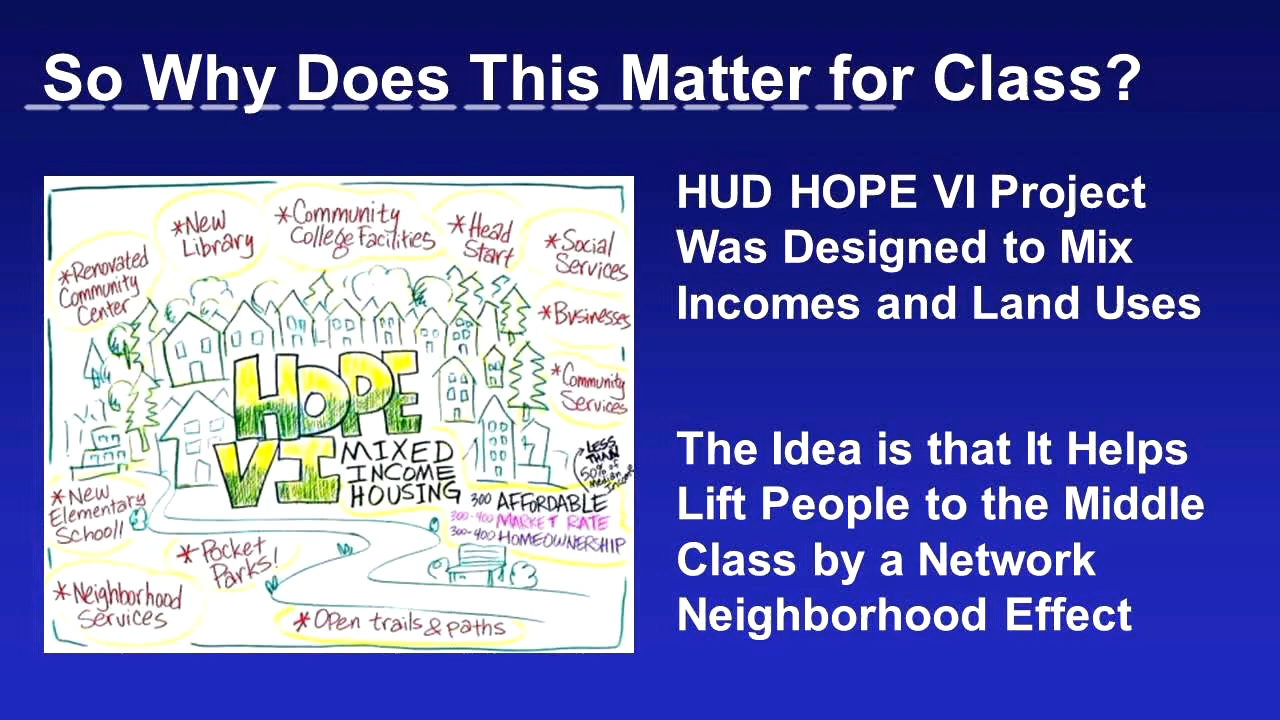 So Why Does This Matter for Class?
HUD HOPE VI Project
Was Designed to Mix
Incomes and Land Uses
The Idea is that It Helps
Lift People to the Middle
Class by a Network
Neighborhood Effect
*New
Library
*Community
College Facilities
*Head
Start
*Social
Services
*Renovated
Community
Center
*Businesses
*Community
Services
HOPE
VI
MIXED
INCOME
HOUSING
LESS
THAN
50% of
median
Income
300 AFFORDABLE
300-400 MARKET RATE
300-400 HOMEOWNERSHIP
*New
Elementary
School!
*Pocket
Parks!
*Neighborhood
Services
*Open trails & paths